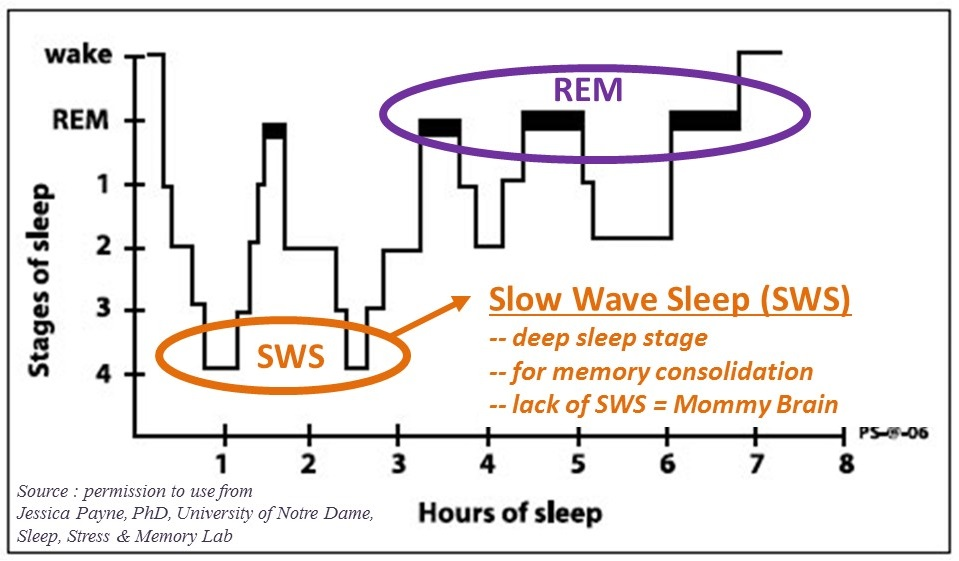 wake
REM
REM
1
2
3
4
Stages of sleep
SWS
Slow Wave Sleep (SWS)
-- deep sleep stage
-- for memory consolidation
-- lack of SWS = Mommy Brain
1 2 3 4 5 6 7 8
Hours of sleep
Source : permission to use from
Jessica Payne, PhD, University of Notre Dame,
Sleep, Stress & Memory Lab